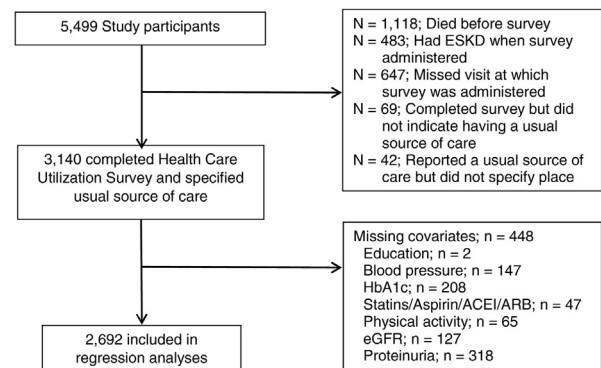 5,499 Study participants
N = 1,118; Died before survey
N = 483; Had ESKD when survey
administered
N = 647; Missed visit at which
survey was administered
N = 69; Completed survey but did
not indicate having a usual
source of care
N = 42; Reported a usual source of
care but did not specify place
3,140 completed Health Care
Utilization Survey and specified
usual source of care
Missing covariates; n = 448
Education; n = 2
Blood pressure; n = 147
HbA1c; n = 208
Statins/Aspirin/ACEI/ARB; n = 47
Physical activity; n = 65
eGFR; n = 127
Proteinuria; n = 318
2,692 included in
regression analyses